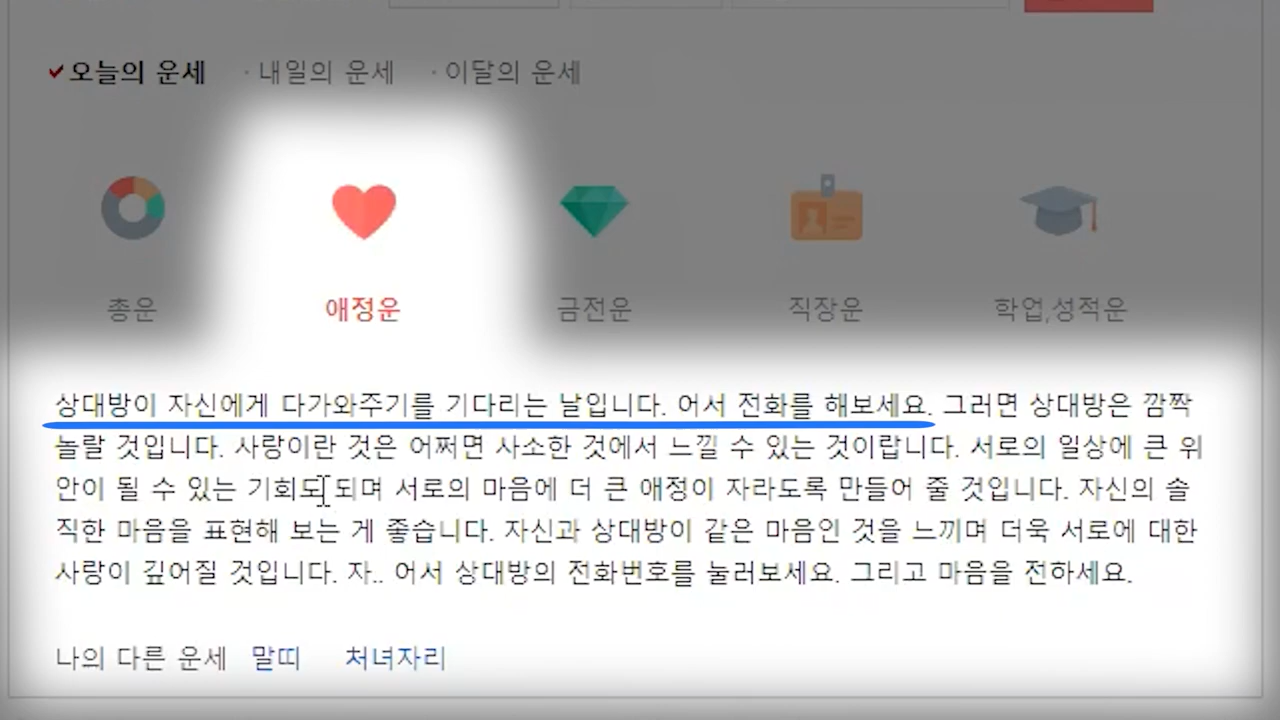 오늘의 운세 · 내일의 운세 · 이달의 운세
총운 애정운 금전운 직장운 학업,성적운
상대방이 자신에게 다가와주기를 기다리는 날입니다. 어서 전화를 해보세요. 그러면 상대방은 깜짝
놀랄 것입니다. 사랑이란 것은 어쩌면 사소한 것에서 느낄 수 있는 것이랍니다. 서로의 일상에 큰 위
안이 될 수 있는 기회도 되며 서로의 마음에 더 큰 애정이 자라도록 만들어 줄 것입니다. 자신의 솔
직한 마음을 표현해 보는 게 좋습니다. 자신과 상대방이 같은 마음인 것을 느끼며 더욱 서로에 대한
사랑이 깊어질 것입니다. 자.. 어서 상대방의 전화번호를 눌러보세요. 그리고 마음을 전하세요.
나의 다른 운세 말띠 처녀자리